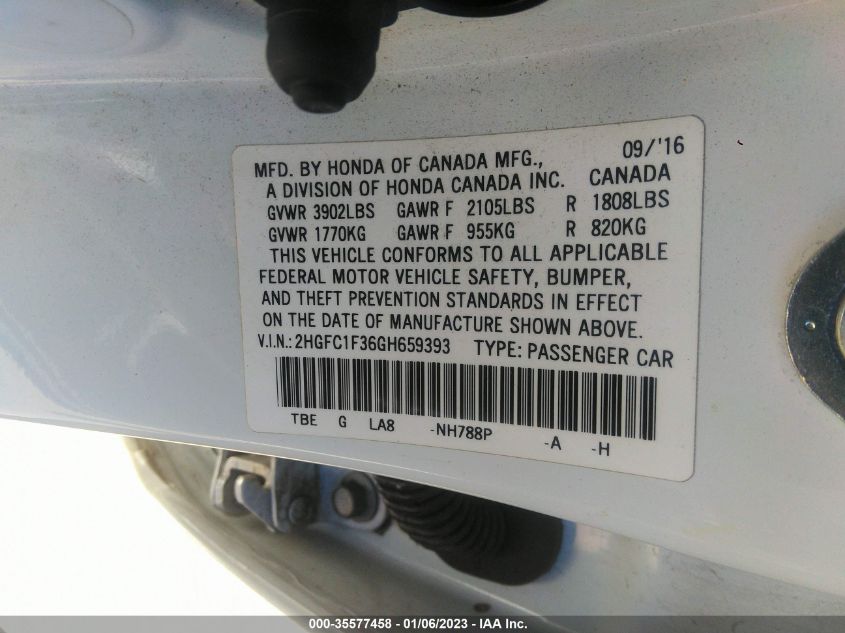 MFD. BY HONDA OF CANADA MFG., 09/'16
A DIVISION OF HONDA CANADA INC. CANADA
GVWR 3902LBS GAWR F 2105LBS R 1808LBS
GVWR 1770KG GAWR F 955KG R 820KG
THIS VEHICLE CONFORMS TO ALL APPLICABLE
FEDERAL MOTOR VEHICLE SAFETY, BUMPER,
AND THEFT PREVENTION STANDARDS IN EFFECT
ON THE DATE OF MANUFACTURE SHOWN ABOVE.
V.I.N.: 2HGFC1F36GH659393 TYPE: PASSENGER CAR
TBE G LA8 -NH788P -A -H
000-35577458 - 01/06/2023 - IAA Inc.